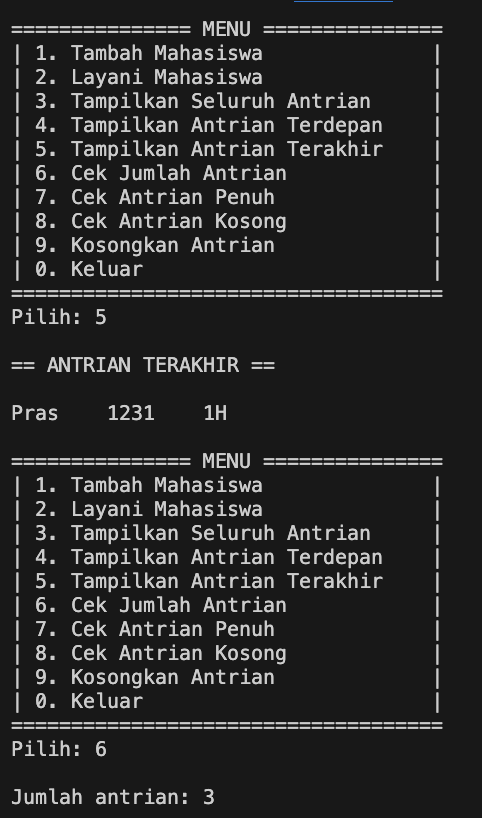 =============== MENU ===============
| 1. Tambah Mahasiswa              |
| 2. Layani Mahasiswa              |
| 3. Tampilkan Seluruh Antrian     |
| 4. Tampilkan Antrian Terdepan    |
| 5. Tampilkan Antrian Terakhir    |
| 6. Cek Jumlah Antrian            |
| 7. Cek Antrian Penuh             |
| 8. Cek Antrian Kosong            |
| 9. Kosongkan Antrian             |
| 0. Keluar                        |
====================================
Pilih: 5
== ANTRIAN TERAKHIR ==
Pras    1231    1H
=============== MENU ===============
| 1. Tambah Mahasiswa              |
| 2. Layani Mahasiswa              |
| 3. Tampilkan Seluruh Antrian     |
| 4. Tampilkan Antrian Terdepan    |
| 5. Tampilkan Antrian Terakhir    |
| 6. Cek Jumlah Antrian            |
| 7. Cek Antrian Penuh             |
| 8. Cek Antrian Kosong            |
| 9. Kosongkan Antrian             |
| 0. Keluar                        |
====================================
Pilih: 6
Jumlah antrian: 3